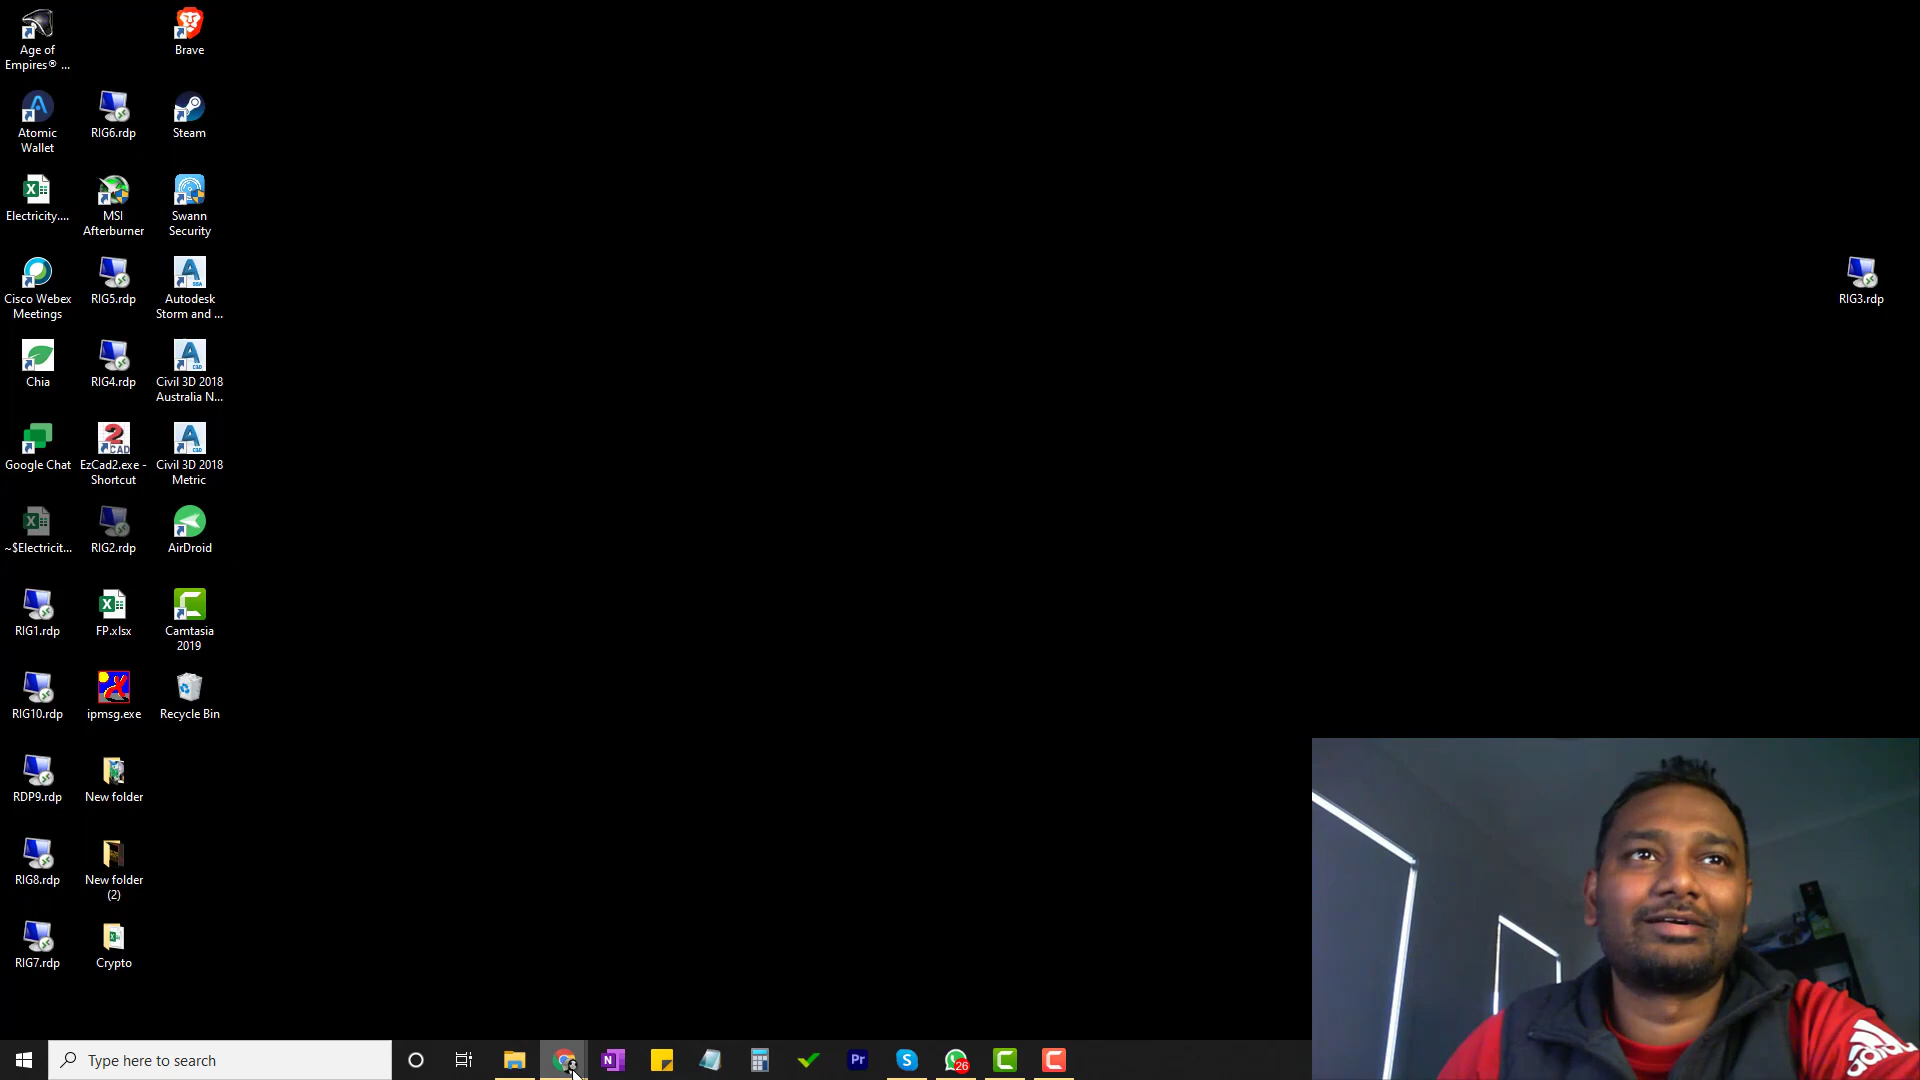 Age of
Empires® ...
Brave
Atomic
Wallet
RIG6.rdp
Steam
Electricity....
MSI
Afterburner
Swann
Security
Cisco Webex
Meetings
RIG5.rdp
Autodesk
Storm and ...
RIG3.rdp
Chia
RIG4.rdp
Civil 3D 2018
Australia N...
Google Chat
EzCad2.exe -
Shortcut
Civil 3D 2018
Metric
~$Electricit...
RIG2.rdp
AirDroid
RIG1.rdp
FP.xlsx
Camtasia
2019
RIG10.rdp
ipmsg.exe
Recycle Bin
RDP9.rdp
New folder
RIG8.rdp
New folder
(2)
RIG7.rdp
Crypto
Type here to search
N
Pr
S
26
adidas